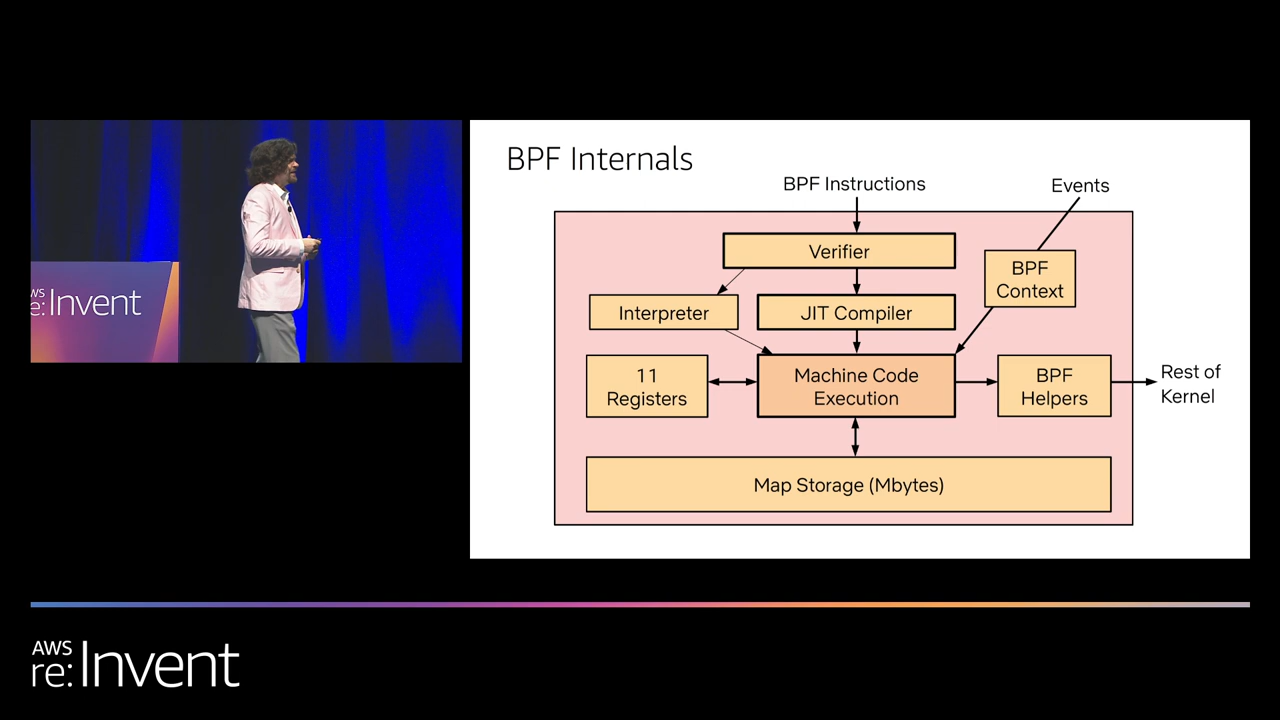 BPF Internals
BPF Instructions
Events
Verifier
BPF
Context
Interpreter
JIT Compiler
11
Registers
Machine Code
Execution
BPF
Helpers
Rest of
Kernel
Map Storage (Mbytes)
re:Invent
AWS
re:Invent